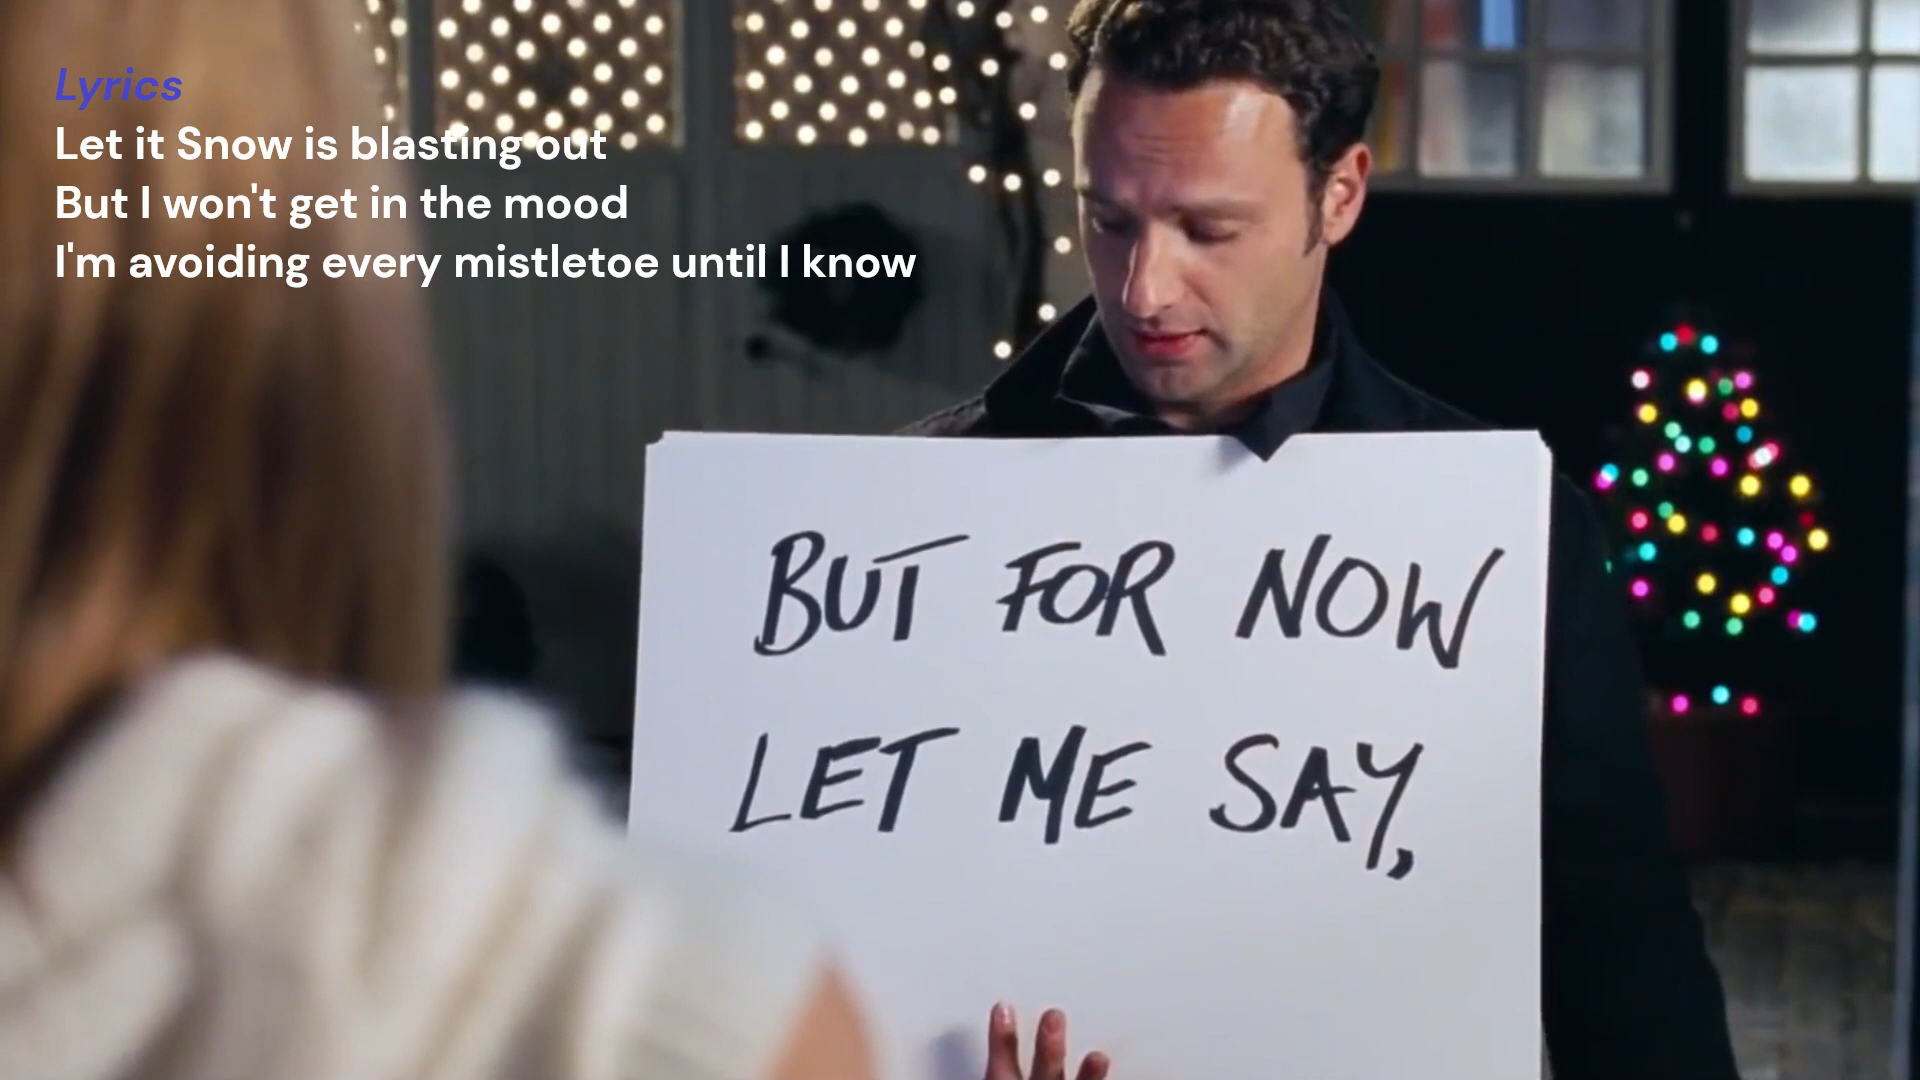 Lyrics
Let it Snow is blasting out
But I won't get in the mood
I'm avoiding every mistletoe until I know
BUT FOR NOW
LET ME SAY,